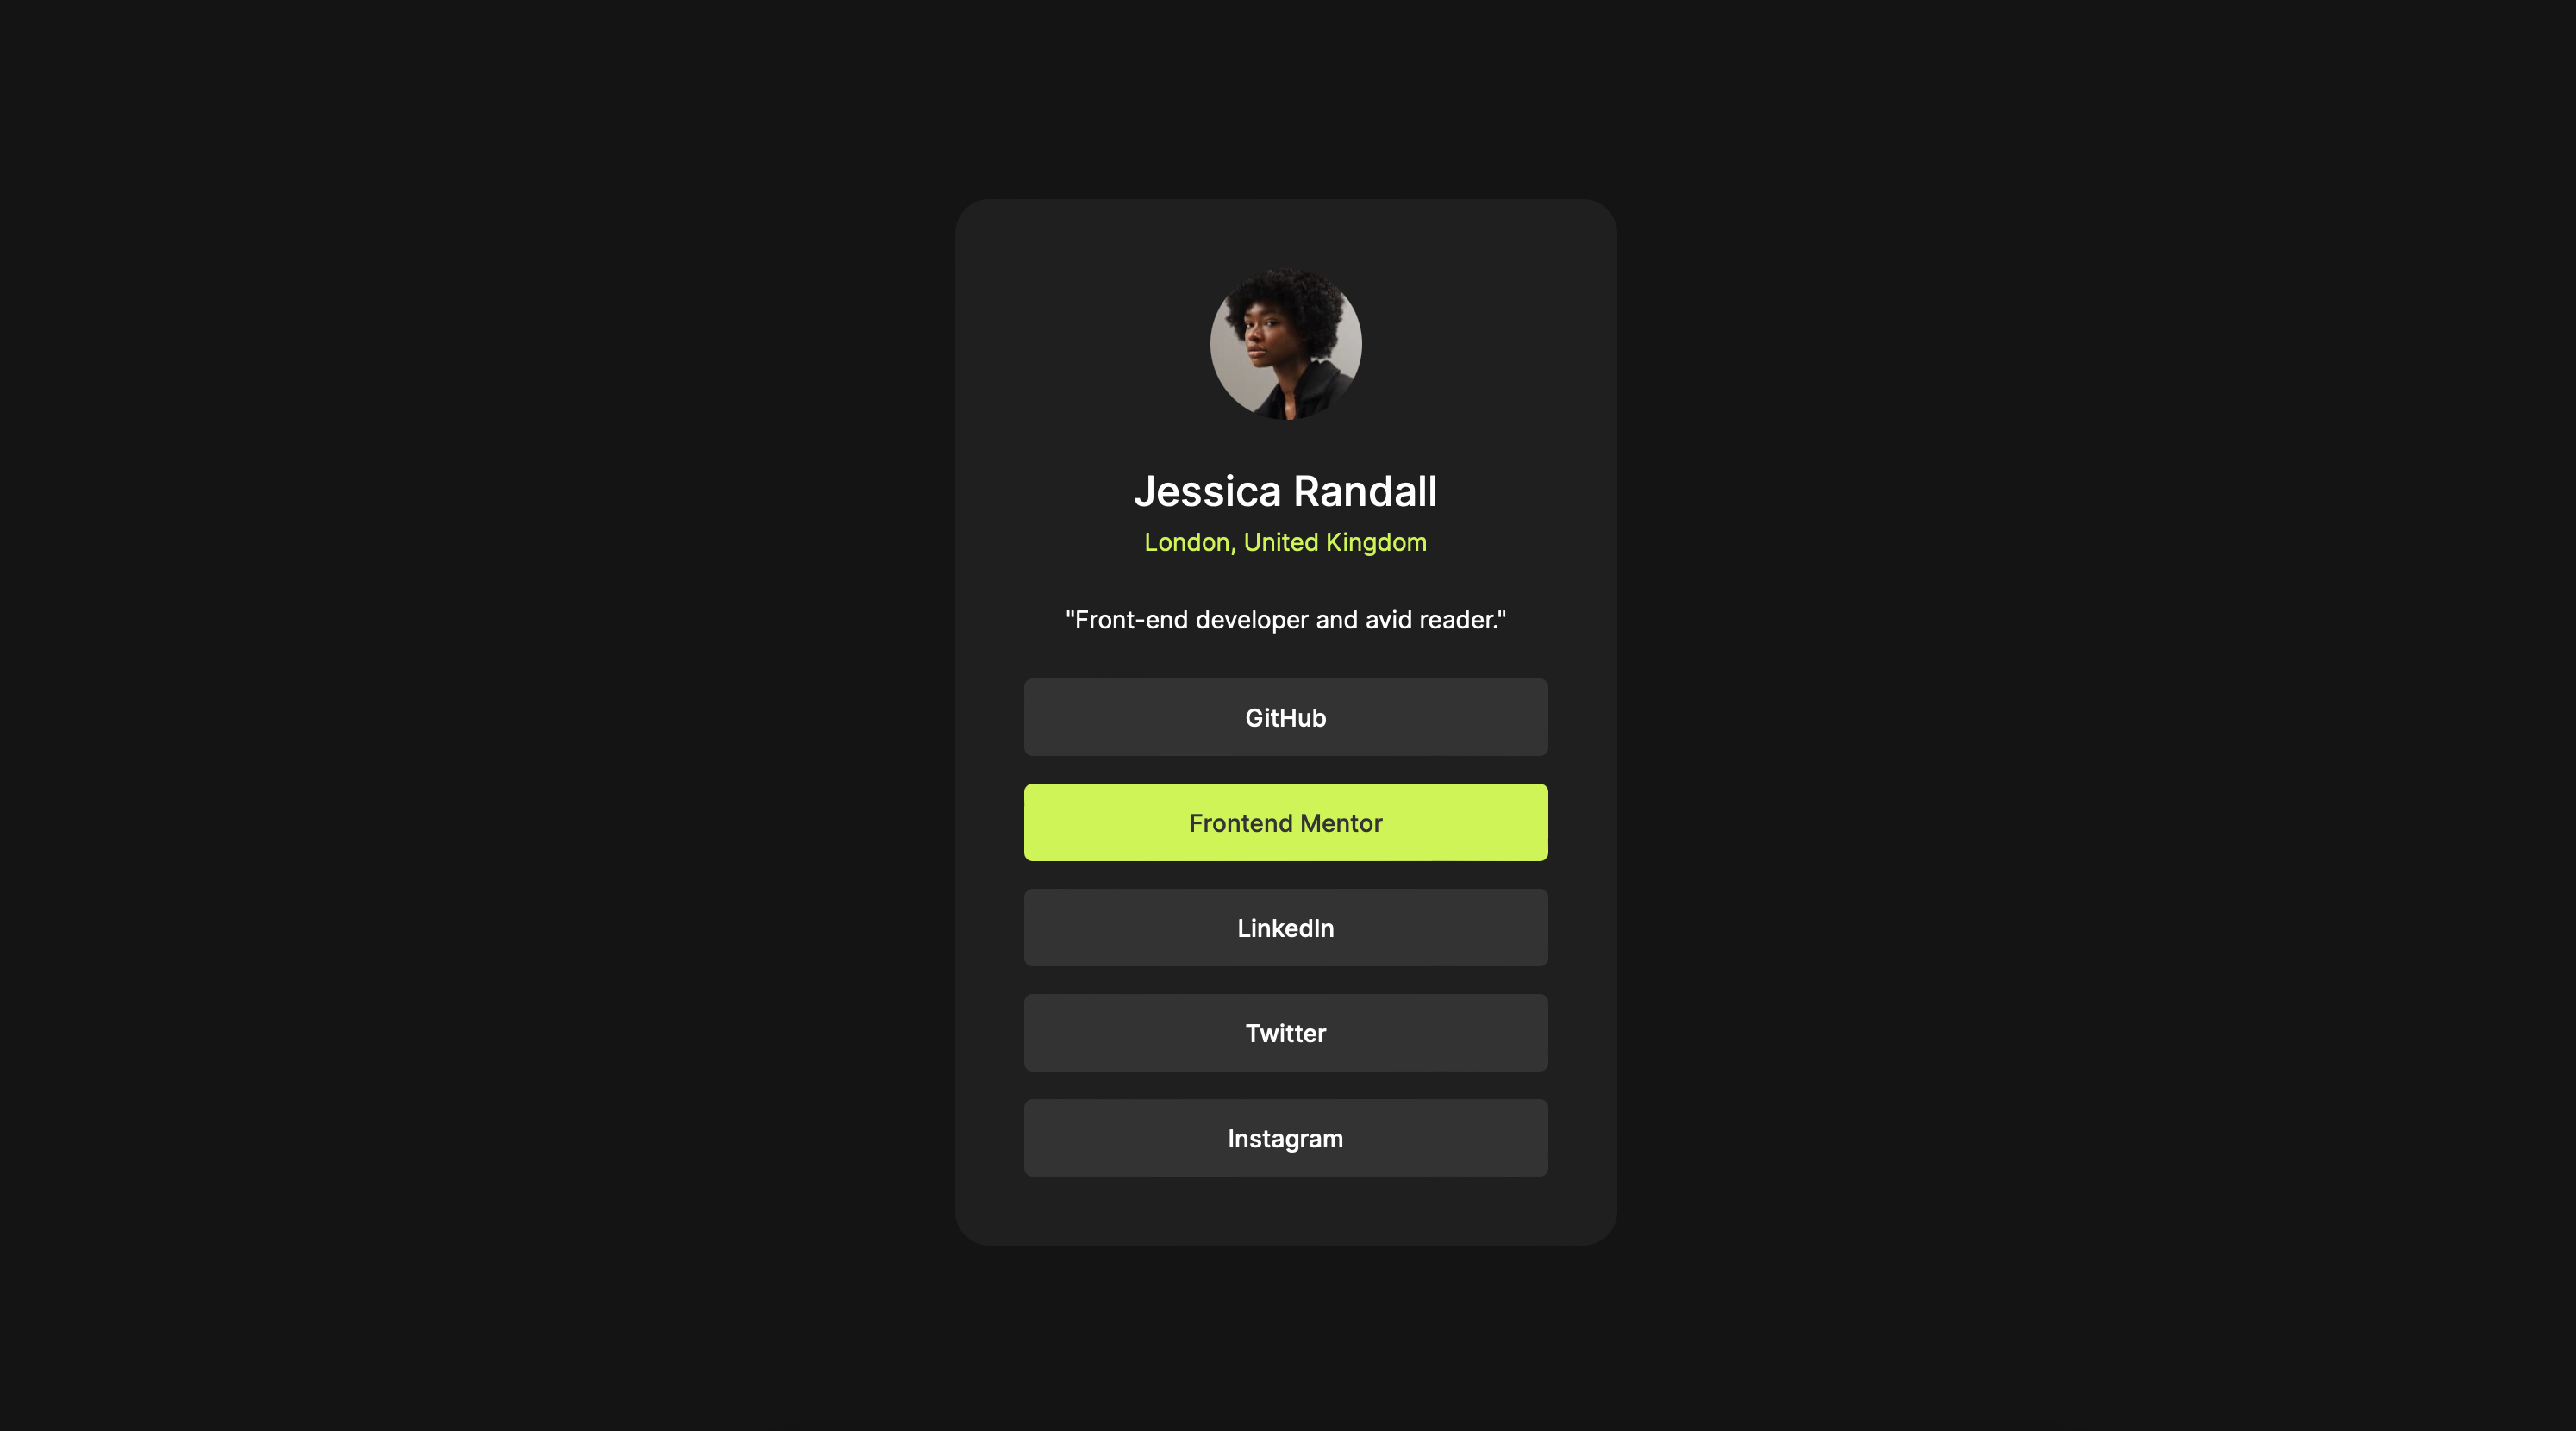 Jessica Randall
London, United Kingdom
"Front-end developer and avid reader."
GitHub
Frontend Mentor
LinkedIn
Twitter
Instagram